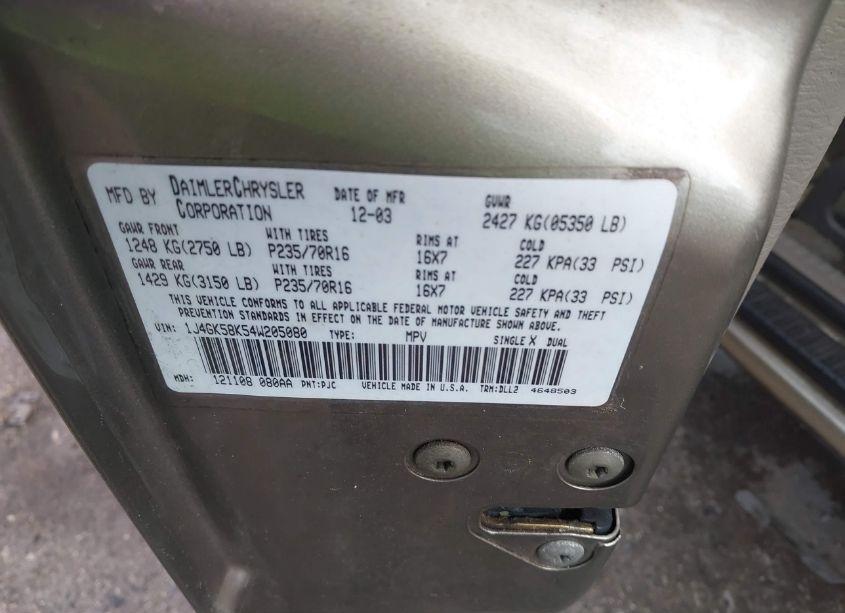 MFD BY DAIMLERCHRYSLER CORPORATION DATE OF MFR 12-03 GVWR 2427 KG(05350 LB)
GAWR FRONT WITH TIRES RIMS AT COLD
1248 KG(2750 LB) P235/70R16 16X7 227 KPA(33 PSI)
GAWR REAR WITH TIRES RIMS AT COLD
1429 KG(3150 LB) P235/70R16 16X7 227 KPA(33 PSI)
THIS VEHICLE CONFORMS TO ALL APPLICABLE FEDERAL MOTOR VEHICLE SAFETY AND THEFT
PREVENTION STANDARDS IN EFFECT ON THE DATE OF MANUFACTURE SHOWN ABOVE.
VIN: 1J4GK58K54W205080 TYPE: MPV SINGLE X DUAL
MDH: 121108 080AA PNT:PJC VEHICLE MADE IN U.S.A. TRM:DLL2 4648503